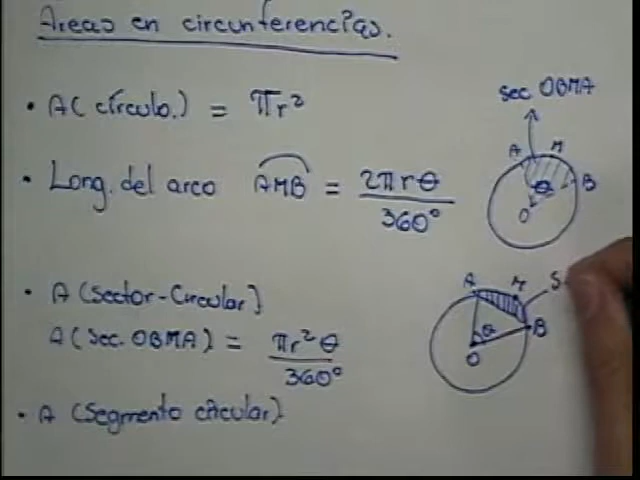 Areas en circunferencias.
• A( círculo.) = πr²
sec OBMA
A M B O θ
• Long. del arco AMB = 2πrθ / 360°
• A (Sector-Circular)
A M B O θ
S
A (Sec. OBMA) = πr²θ / 360°
• A (Segmento circular)